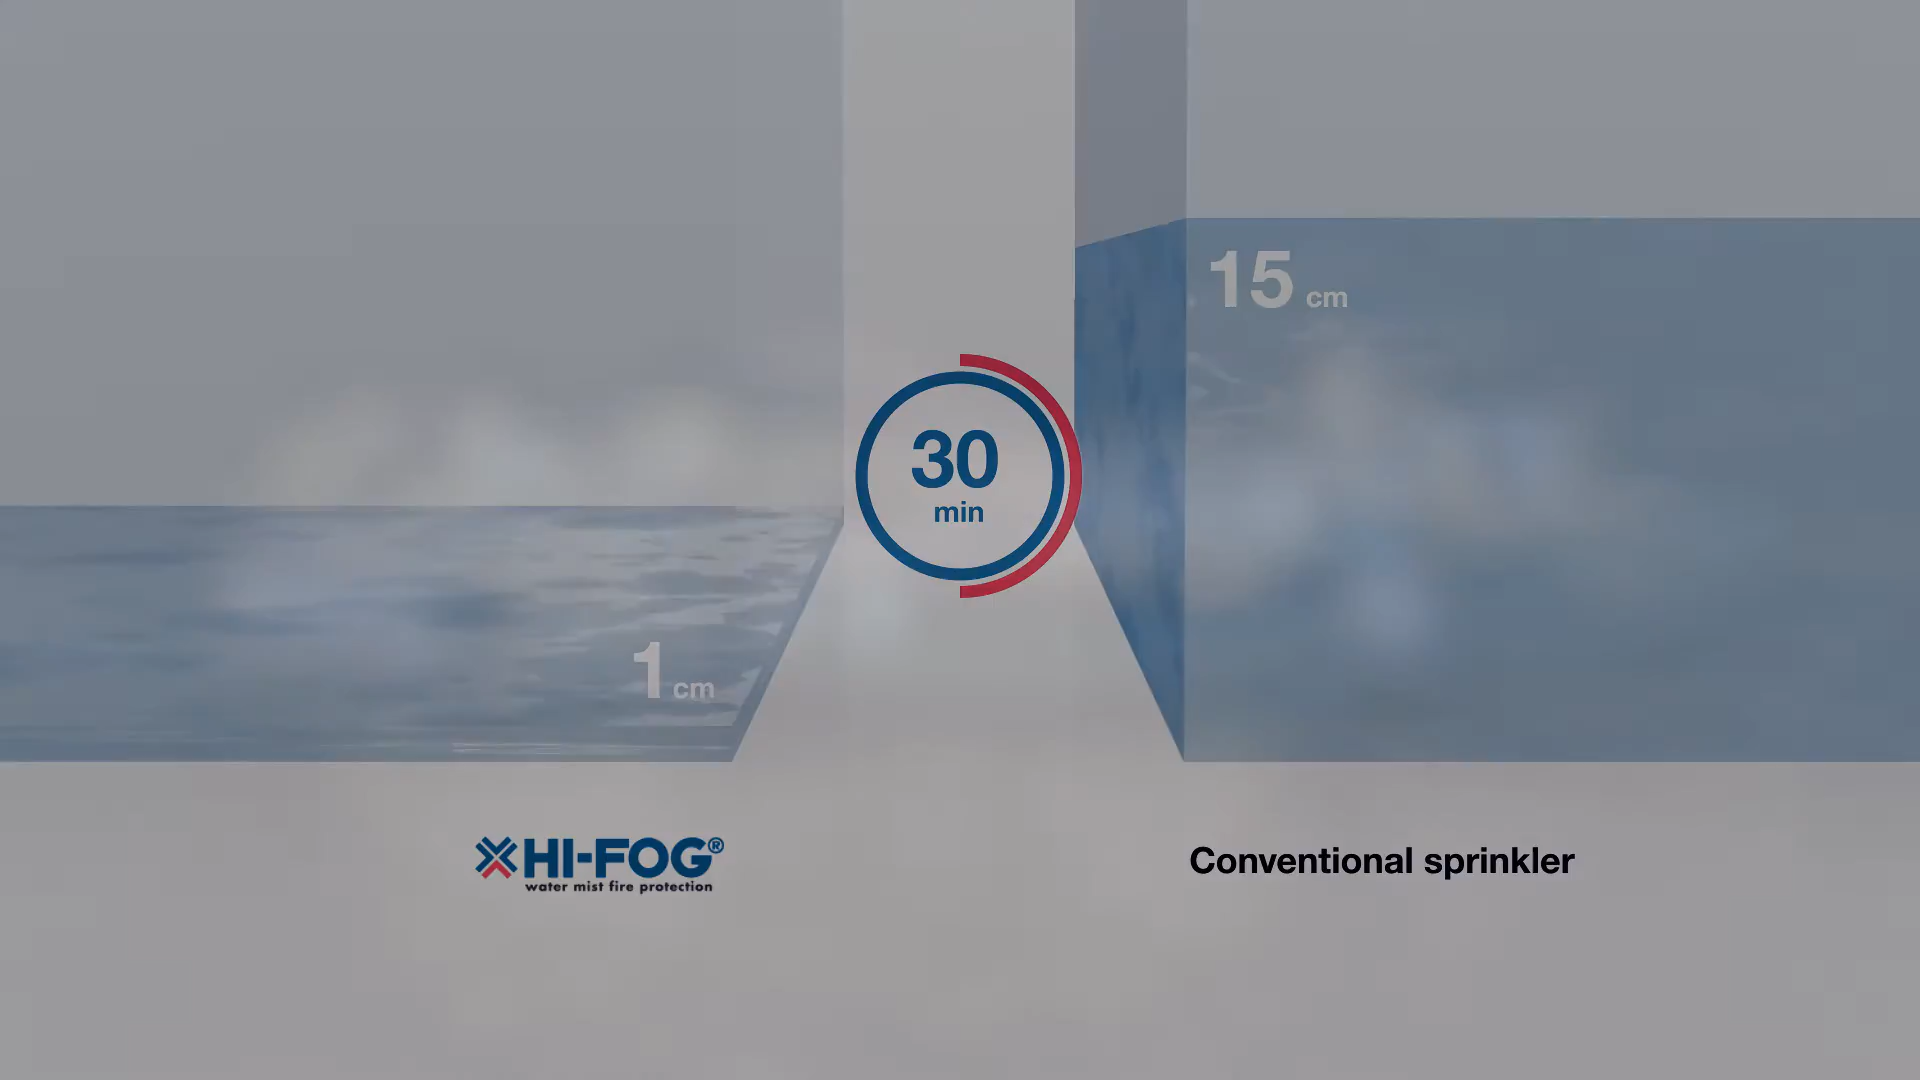 15 cm
30
min
1 cm
HI-FOG®
water mist fire protection
Conventional sprinkler